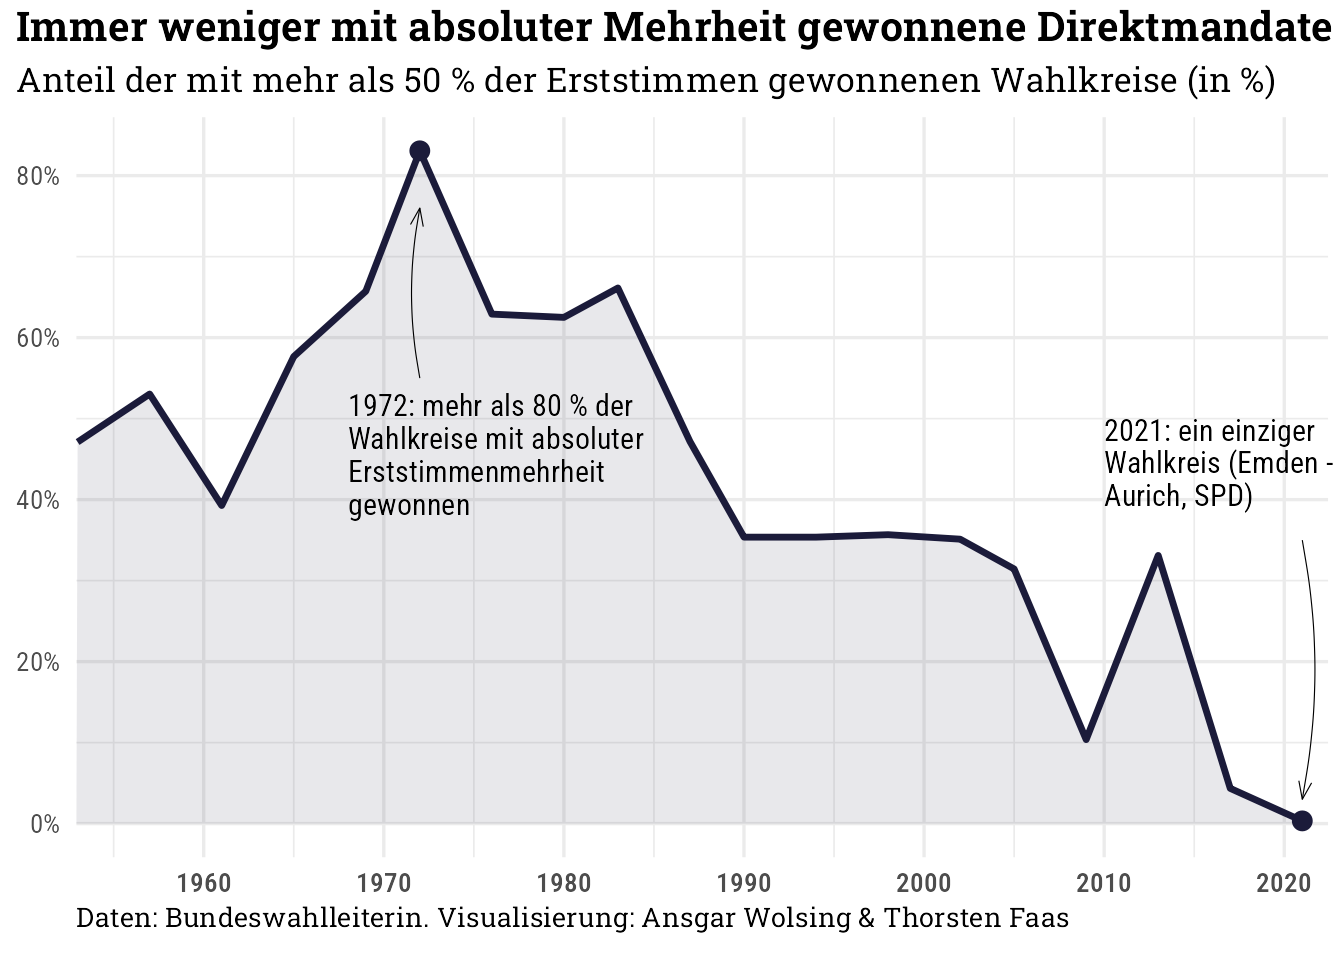 Immer weniger mit absoluter Mehrheit gewonnene Direktmandate
Anteil der mit mehr als 50 % der Erststimmen gewonnenen Wahlkreise (in %)
80%
60%
40%
20%
0%
1972: mehr als 80 % der
Wahlkreise mit absoluter
Erststimmenmehrheit
gewonnen
2021: ein einziger
Wahlkreis (Emden -
Aurich, SPD)
1960 1970 1980 1990 2000 2010 2020
Daten: Bundeswahlleiterin. Visualisierung: Ansgar Wolsing & Thorsten Faas